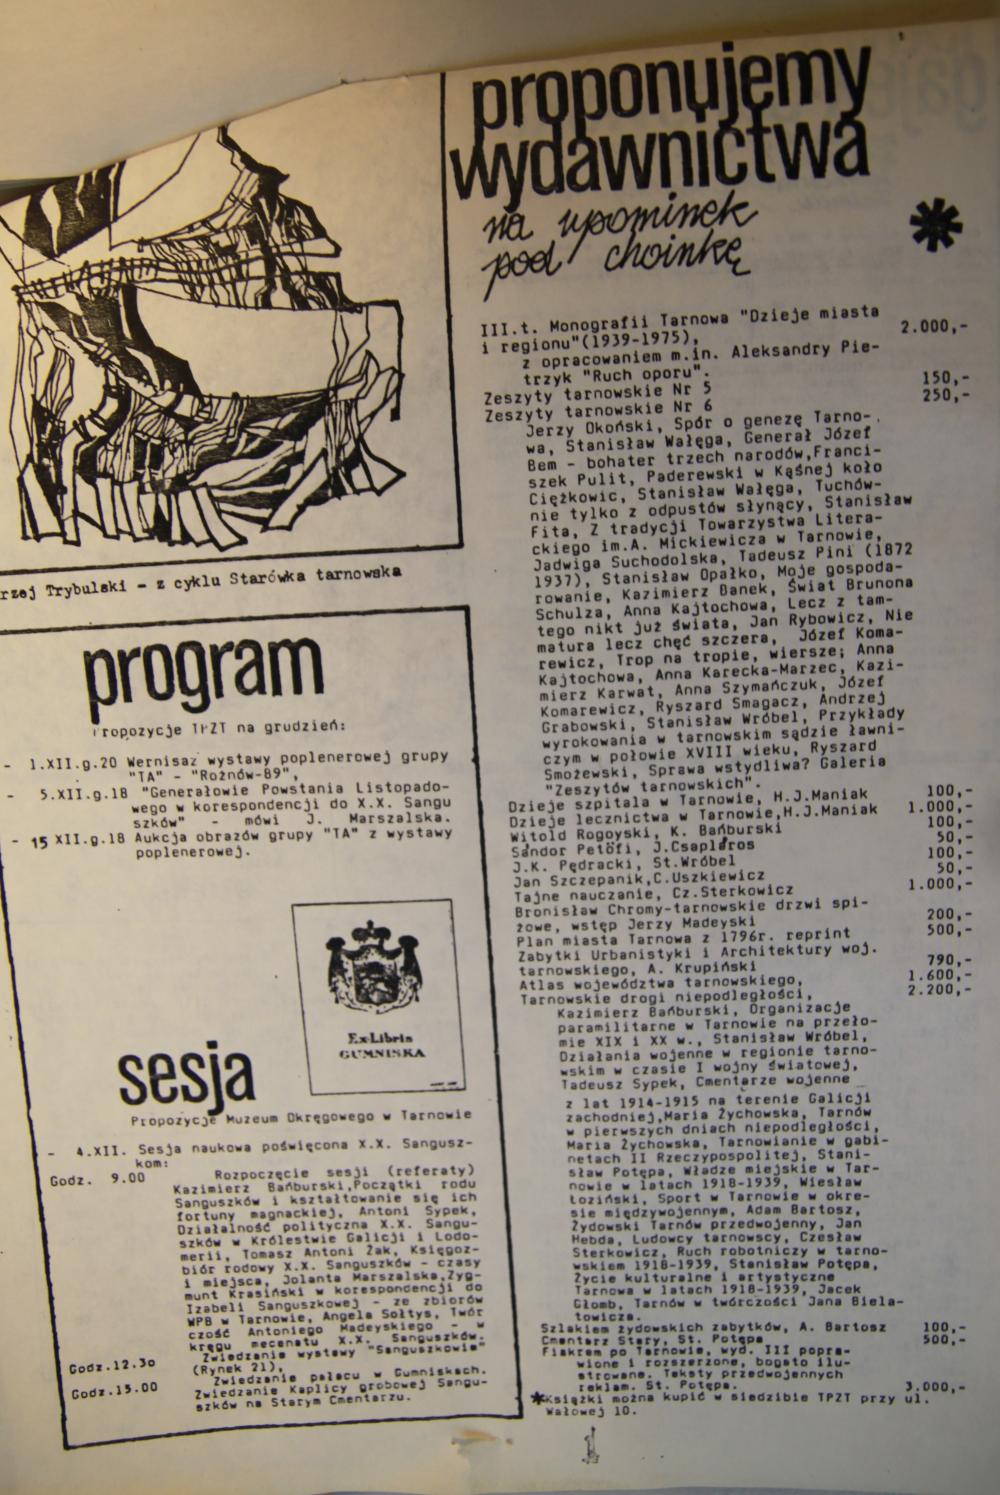 rzej Trybulski - z cyklu Starówka tarnowska
program
Propozycje TPZT na grudzień:
- 1.XII.g.20 Wernisaż wystawy poplenerowej grupy
"TA" - "Rożnów-89",
- 5.XII.g.18 "Generałowie Powstania Listopado-
wego w korespondencji do X.X. Sangu
szków" - mówi J. Marszalska.
- 15 XII.g.18 Aukcja obrazów grupy "TA" z wystawy
poplenerowej.
Ex-Libris
GUMNISKA
sesja
Propozycje Muzeum Okręgowego w Tarnowie
- 4.XII. Sesja naukowa poświęcona X.X. Sangusz-
kom:
Godz. 9.00 Rozpoczęcie sesji (referaty)
Kazimierz Bańburski,Początki rodu
Sanguszków i kształtowanie się ich
fortuny magnackiej, Antoni Sypek,
Działalność polityczna X.X. Sangu-
szków w Królestwie Galicji i Lodo-
merii, Tomasz Antoni Żak, Księgoz-
biór rodowy X.X. Sanguszków - czasy
i miejsca, Jolanta Marszalska,Zyg-
munt Krasiński w korespondencji do
Izabeli Sanguszkowej - ze zbiorów
WPB w Tarnowie, Angela Sołtys, Twór
czość Antoniego Madeyskiego - w
kręgu mecenatu X.X. Sanguszków.
Godz.12.30 Zwiedzanie wystawy "Sanguszkowie"
(Rynek 21),
Zwiedzanie pałacu w Gumniskach.
Godz.15.00 Zwiedzanie Kaplicy grobowej Sangu-
szków na Starym Cmentarzu.
proponujemy
wydawnictwa
na upominek
pod choinkę
III.t. Monografii Tarnowa "Dzieje miasta
i regionu"(1939-1975), 2.000,-
z opracowaniem m.in. Aleksandry Pie-
trzyk "Ruch oporu".
Zeszyty tarnowskie Nr 5 150,-
Zeszyty tarnowskie Nr 6 250,-
Jerzy Okoński, Spór o genezę Tarno-
wa, Stanisław Wałęga, Generał Józef
Bem - bohater trzech narodów,Franci-
szek Pulit, Paderewski w Kąśnej koło
Ciężkowic, Stanisław Wałęga, Tuchów-
nie tylko z odpustów słynący, Stanisław
Fita, Z tradycji Towarzystwa Litera-
ckiego im.A. Mickiewicza w Tarnowie,
Jadwiga Suchodolska, Tadeusz Pini (1872
1937), Stanisław Opałko, Moje gospoda-
rowanie, Kazimierz Banek, Świat Brunona
Schulza, Anna Kajtochowa, Lecz z tam-
tego nikt już świata, Jan Rybowicz, Nie
matura lecz chęć szczera, Józef Koma-
rewicz, Trop na tropie, wiersze; Anna
Kajtochowa, Anna Karecka-Marzec, Kazi-
mierz Karwat, Anna Szymańczuk, Józef
Komarewicz, Ryszard Smagacz, Andrzej
Grabowski, Stanisław Wróbel, Przykłady
wyrokowania w tarnowskim sądzie ławni-
czym w połowie XVIII wieku, Ryszard
Smożewski, Sprawa wstydliwa? Galeria
"Zeszytów tarnowskich".
Dzieje szpitala w Tarnowie, H.J.Maniak 100,-
Dzieje lecznictwa w Tarnowie,H.J.Maniak 1.000,-
Witold Rogoyski, K. Bańburski 100,-
Sandor Petöfi, J.Csaplaros 50,-
J.K. Pędracki, St.Wróbel 100,-
Jan Szczepanik,C.Uszkiewicz 50,-
Tajne nauczanie, Cz.Sterkowicz 1.000,-
Bronisław Chromy-tarnowskie drzwi spi-
żowe, wstęp Jerzy Madeyski 200,-
Plan miasta Tarnowa z 1796r. reprint 500,-
Zabytki Urbanistyki i Architektury woj.
tarnowskiego, A. Krupiński 790,-
Atlas województwa tarnowskiego, 1.600,-
Tarnowskie drogi niepodległości, 2.200,-
Kazimierz Bańburski, Organizacje
paramilitarne w Tarnowie na przeło-
mie XIX i XX w., Stanisław Wróbel,
Działania wojenne w regionie tarno-
wskim w czasie I wojny światowej,
Tadeusz Sypek, Cmentarze wojenne
z lat 1914-1915 na terenie Galicji
zachodniej,Maria Żychowska, Tarnów
w pierwszych dniach niepodległości,
Maria Żychowska, Tarnowianie w gabi-
netach II Rzeczypospolitej, Stani-
sław Potępa, Władze miejskie w Tar-
nowie w latach 1918-1939, Wiesław
Łoziński, Sport w Tarnowie w okre-
sie międzywojennym, Adam Bartosz,
Żydowski Tarnów przedwojenny, Jan
Hebda, Ludowcy tarnowscy, Czesław
Sterkowicz, Ruch robotniczy w tarno-
wskiem 1918-1939, Stanisław Potępa,
Życie kulturalne i artystyczne
Tarnowa w latach 1918-1939, Jacek
Głomb, Tarnów w twórczości Jana Biela-
towicza.
Szlakiem żydowskich zabytków, A. Bartosz 100,-
Cmentarz Stary, St. Potępa 500,-
Fiakrem po Tarnowie, wyd. III popra-
wione i rozszerzone, bogato ilu-
strowane. Teksty przedwojennych
reklam. St. Potępa. 3.000,-
*Książki można kupić w siedzibie TPZT przy ul.
Wałowej 10.
1